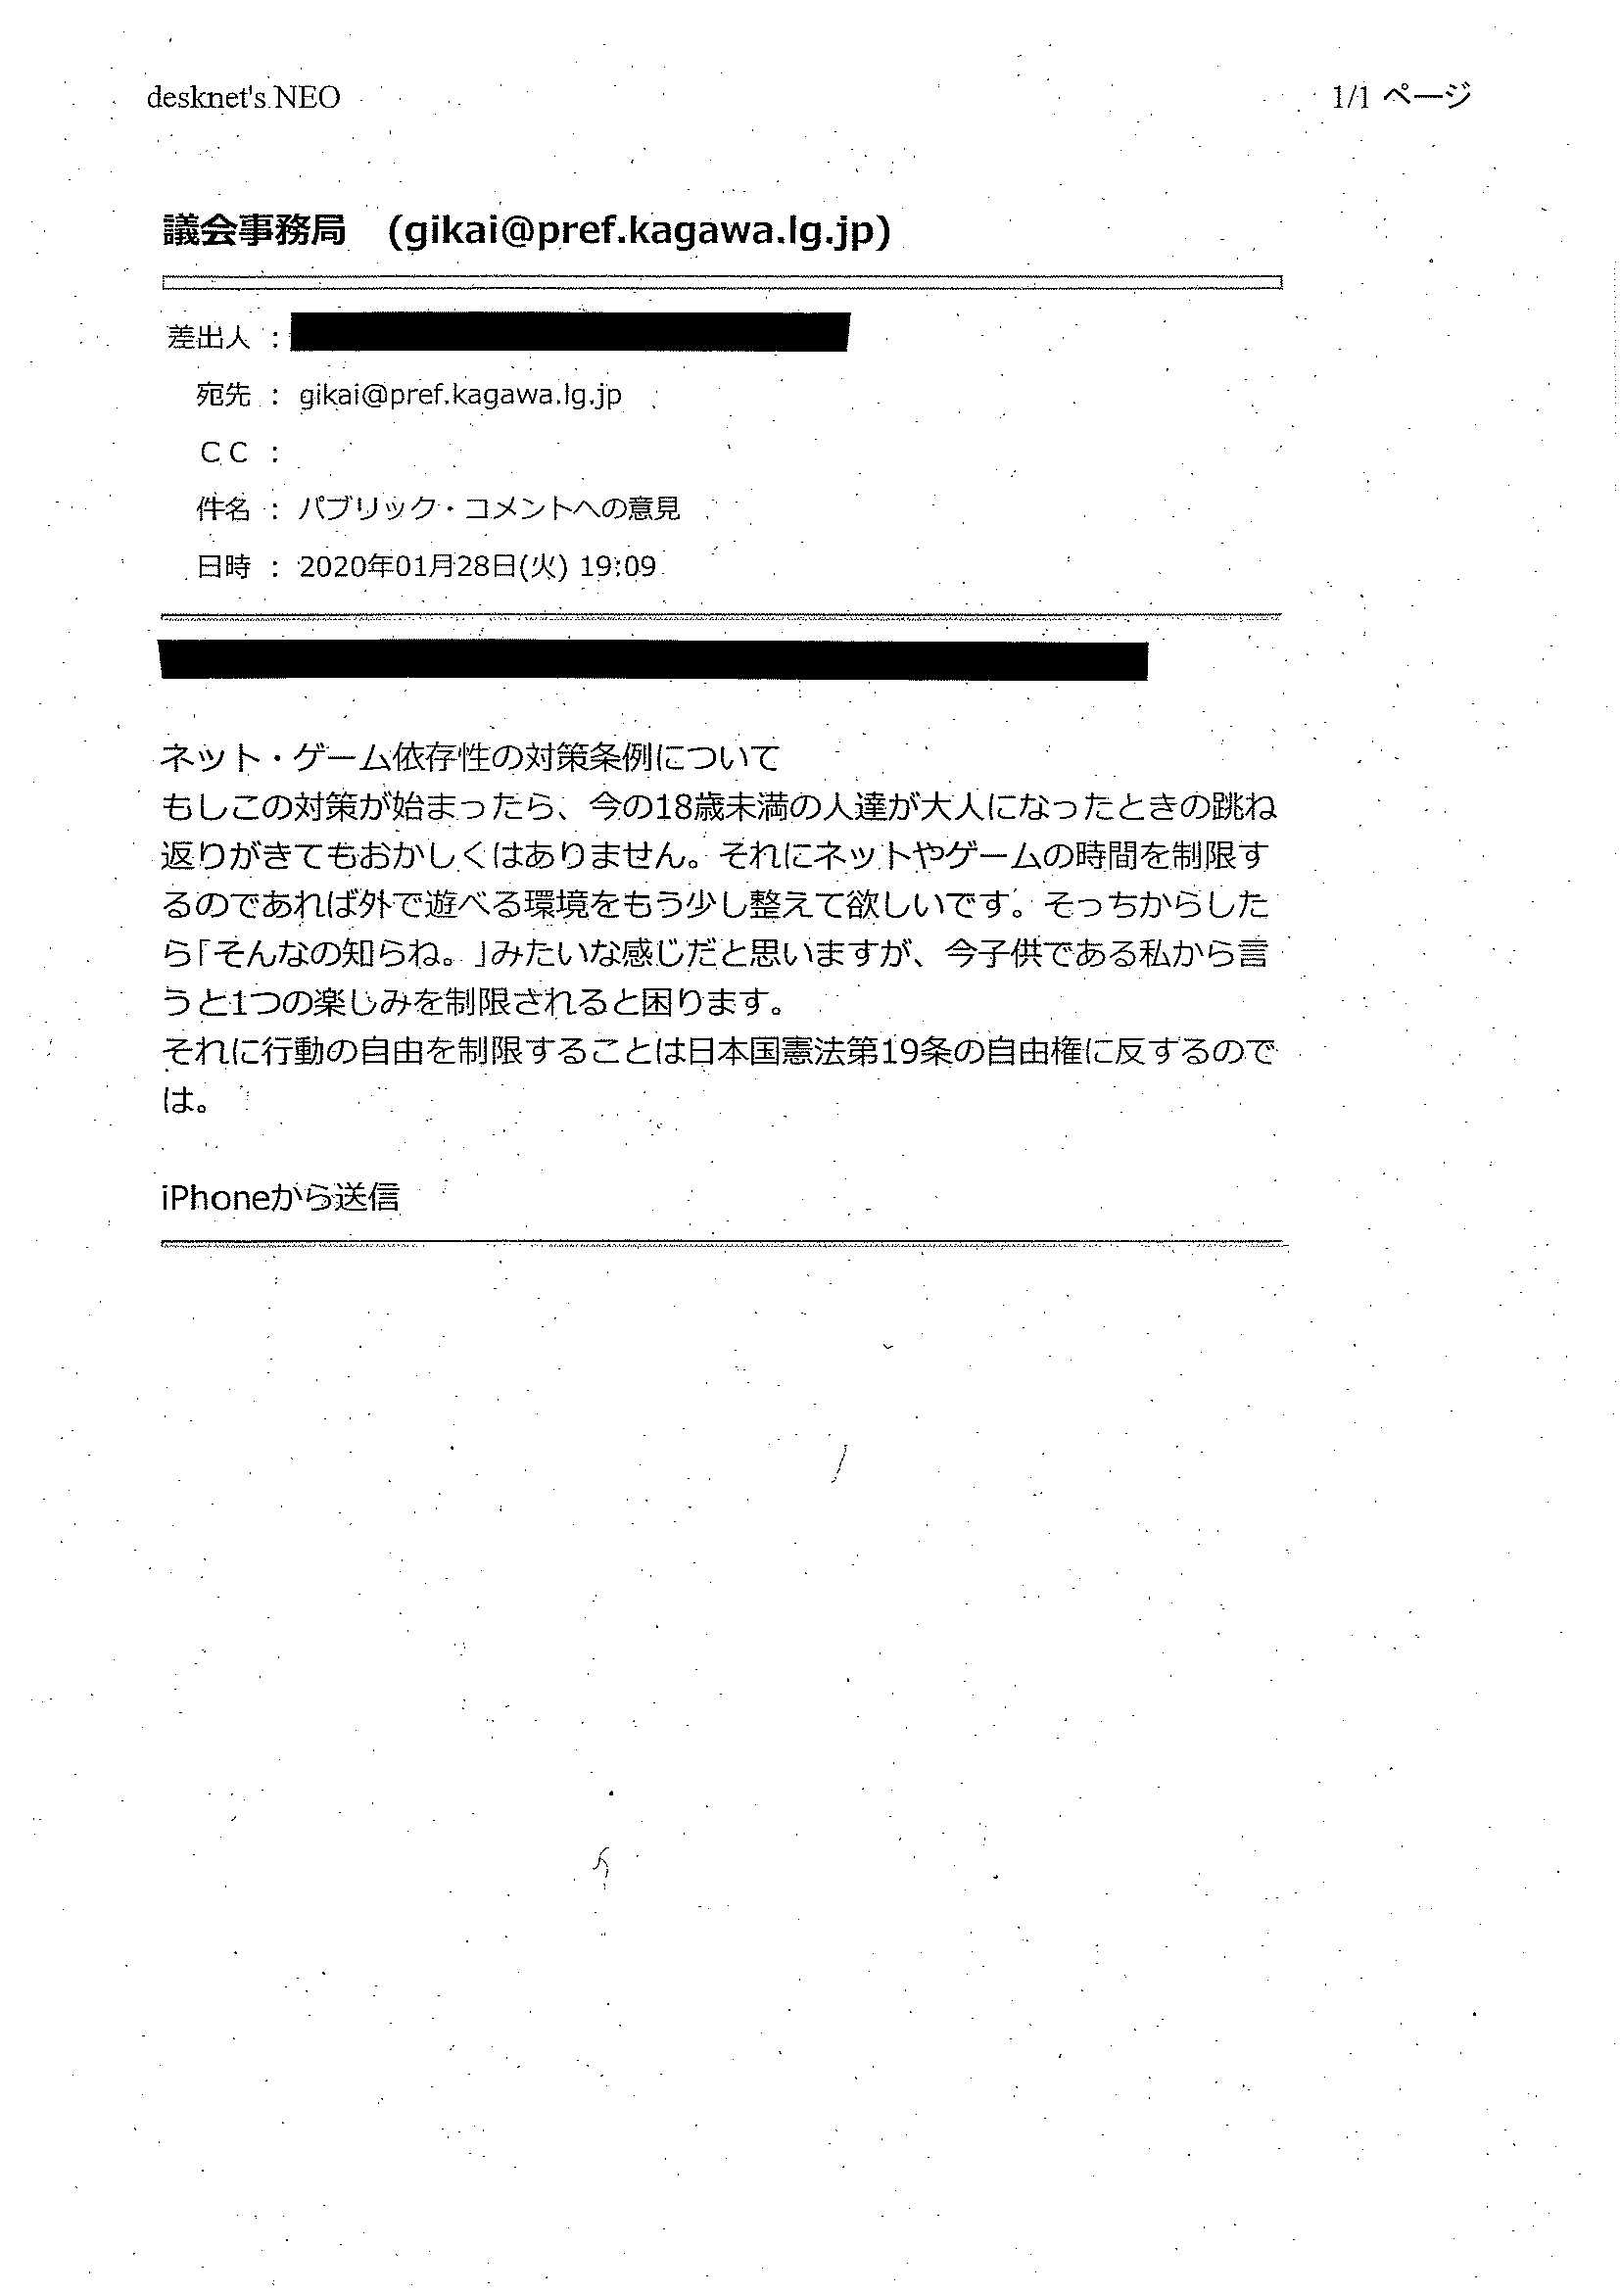 desknet's NEO
1/1 ページ
議会事務局 (gikai@pref.kagawa.lg.jp)
差出人 :
宛先 : gikai@pref.kagawa.lg.jp
CC :
件名 : パブリック・コメントへの意見
日時 : 2020年01月28日(火) 19:09
ネット・ゲーム依存性の対策条例について
もしこの対策が始まったら、今の18歳未満の人達が大人になったときの跳ね
返りがきてもおかしくはありません。それにネットやゲームの時間を制限す
るのであれば外で遊べる環境をもう少し整えて欲しいです。そっちからした
ら「そんなの知らね。」みたいな感じだと思いますが、今子供である私から言
うと1つの楽しみを制限されると困ります。
それに行動の自由を制限することは日本国憲法第19条の自由権に反するので
は。
iPhoneから送信